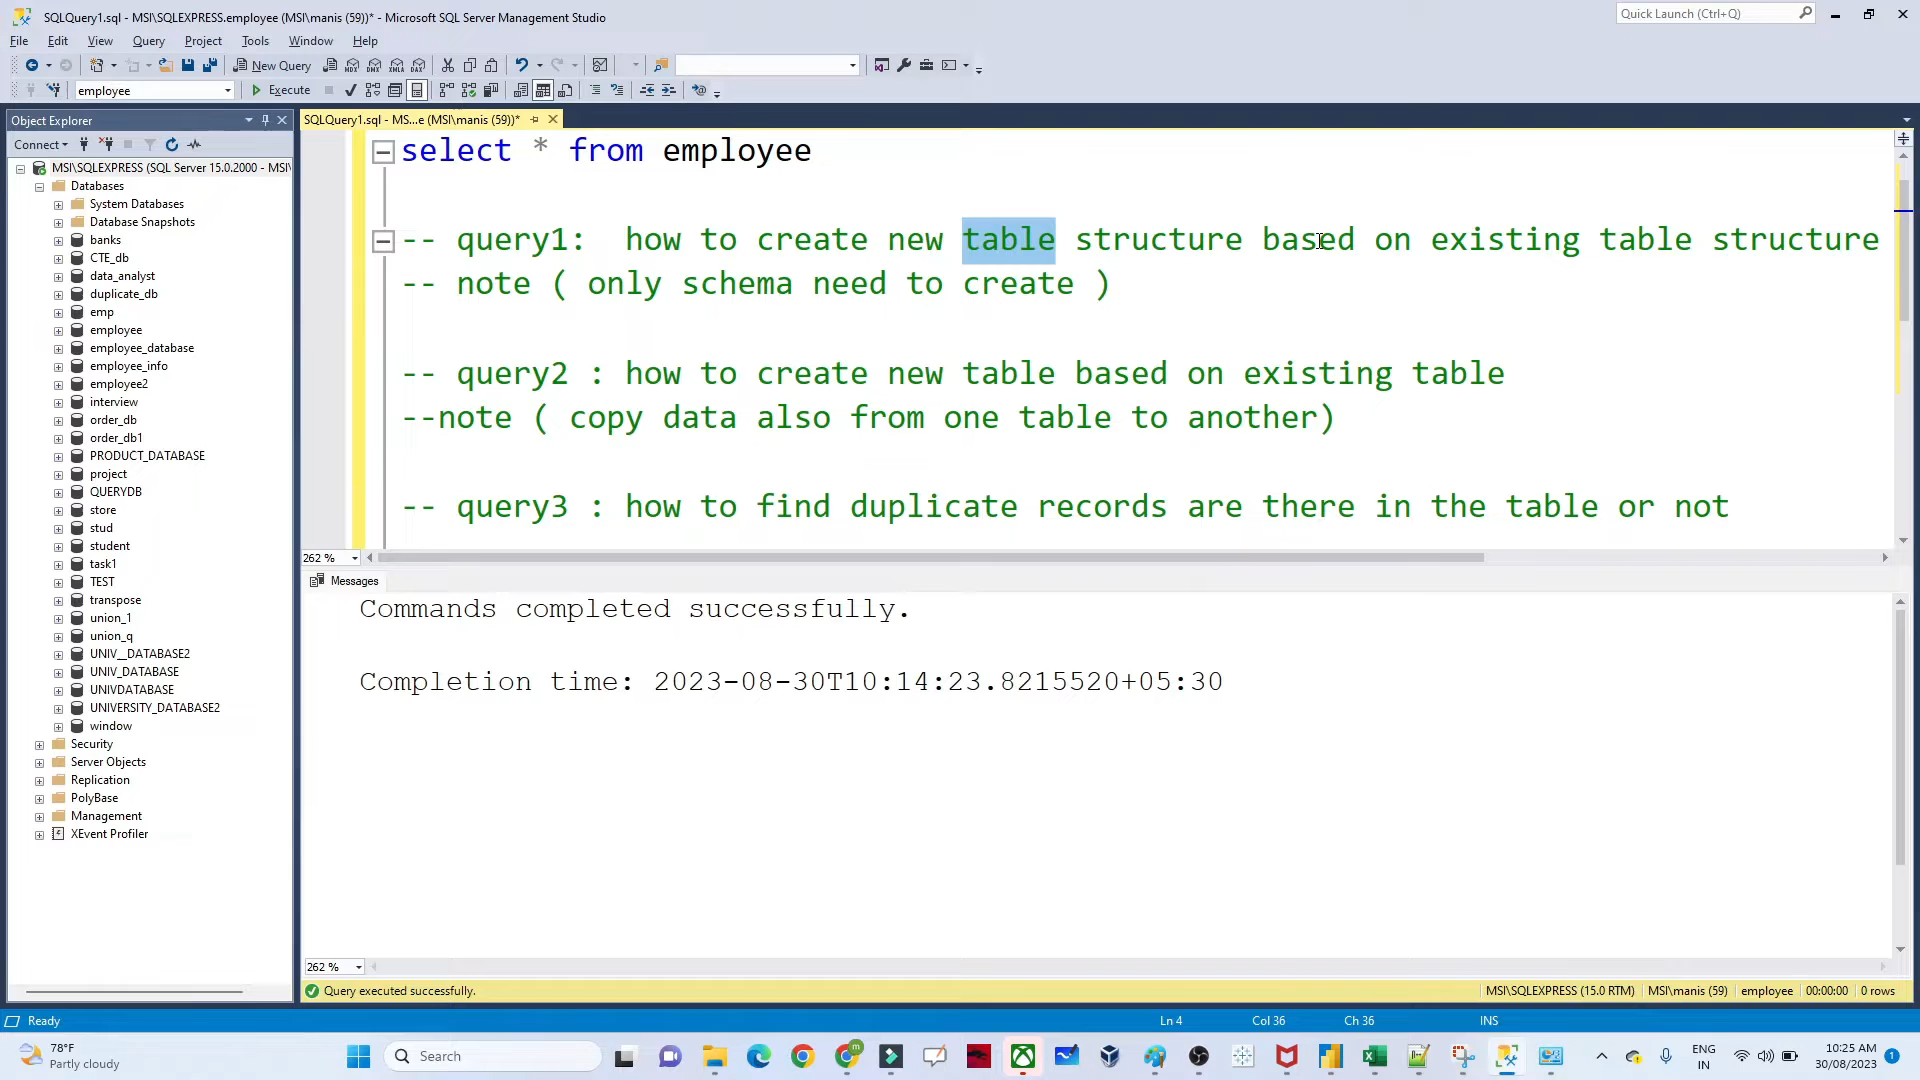 SQLQuery1.sql - MSI\SQLEXPRESS.employee (MSI\manis (59))* - Microsoft SQL Server Management Studio
Quick Launch (Ctrl+Q)
File Edit View Query Project Tools Window Help
New Query
employee
Execute
Object Explorer
SQLQuery1.sql - MS...e (MSI\manis (59))*
Connect
MSI\SQLEXPRESS (SQL Server 15.0.2000 - MSI\
Databases
System Databases
Database Snapshots
banks
CTE_db
data_analyst
duplicate_db
emp
employee
employee_database
employee_info
employee2
interview
order_db
order_db1
PRODUCT_DATABASE
project
QUERYDB
store
stud
student
task1
TEST
transpose
union_1
union_q
UNIV__DATABASE2
UNIV_DATABASE
UNIVDATABASE
UNIVERSITY_DATABASE2
window
Security
Server Objects
Replication
PolyBase
Management
XEvent Profiler
select * from employee
-- query1:  how to create new table structure based on existing table structure
-- note ( only schema need to create )
-- query2 : how to create new table based on existing table
--note ( copy data also from one table to another)
-- query3 : how to find duplicate records are there in the table or not
262 %
Messages
Commands completed successfully.
Completion time: 2023-08-30T10:14:23.8215520+05:30
262 %
Query executed successfully.
MSI\SQLEXPRESS (15.0 RTM) MSI\manis (59) employee 00:00:00 0 rows
Ready
Ln 4 Col 36 Ch 36 INS
78°F
Partly cloudy
Search
ENG
IN
10:25 AM
30/08/2023
1